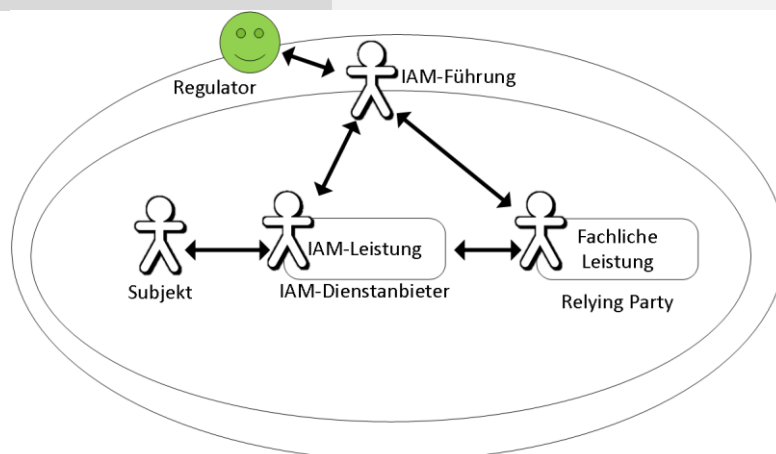 IAM-Führung
Regulator
IAM-Leistung
Fachliche
Leistung
Subjekt
IAM-Dienstanbieter
Relying Party